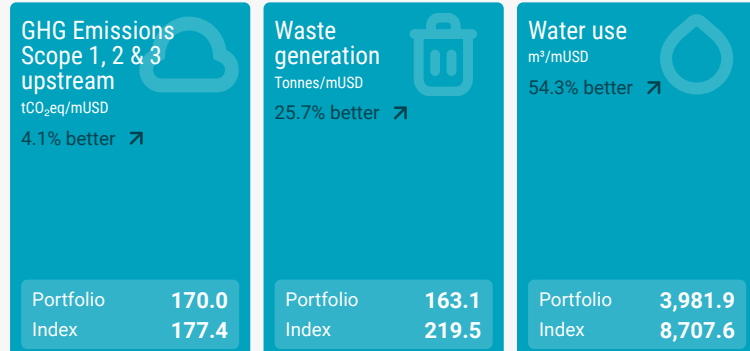 GHG Emissions
Scope 1, 2 & 3
upstream
tCO₂eq/mUSD
4.1% better
Portfolio 170.0
Index 177.4
Waste
generation
Tonnes/mUSD
25.7% better
Portfolio 163.1
Index 219.5
Water use
m³/mUSD
54.3% better
Portfolio 3,981.9
Index 8,707.6